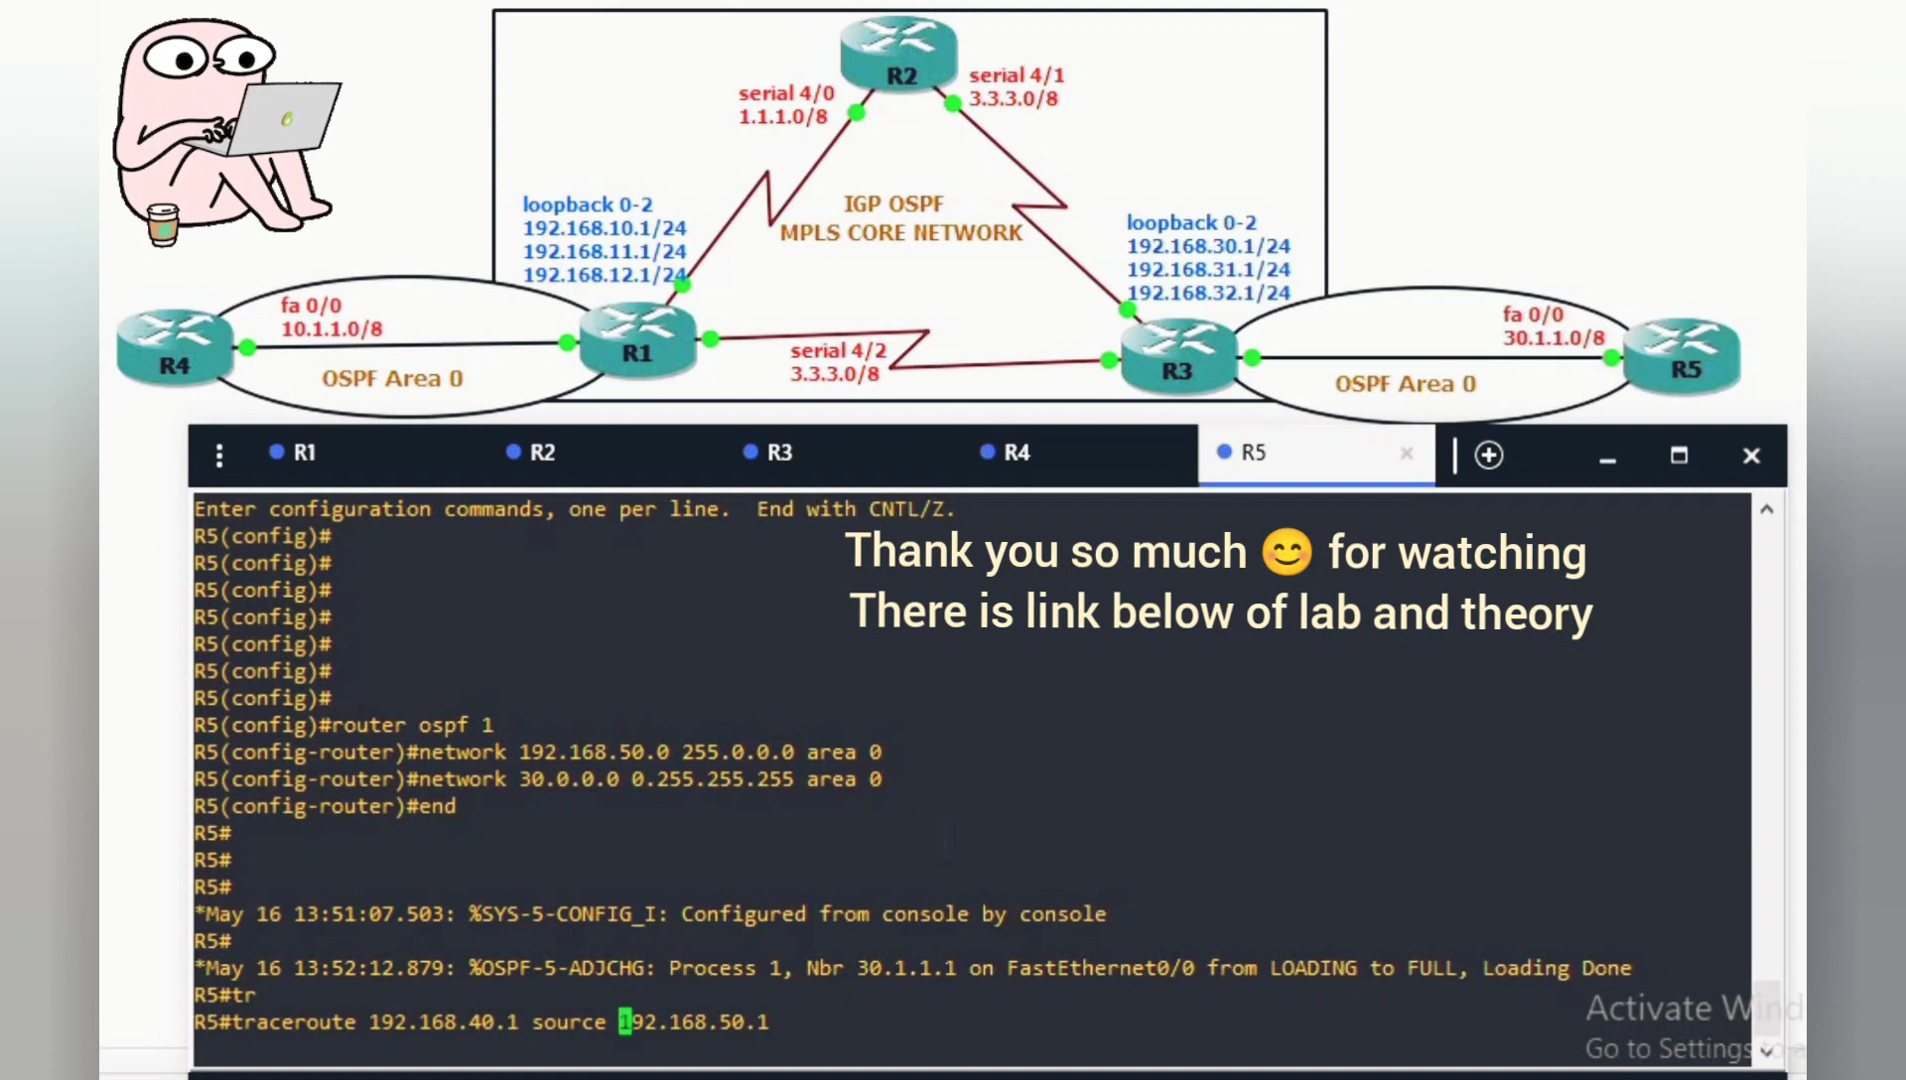 R2
serial 4/0
1.1.1.0/8
serial 4/1
3.3.3.0/8
IGP OSPF
MPLS CORE NETWORK
loopback 0-2
192.168.10.1/24
192.168.11.1/24
192.168.12.1/24
loopback 0-2
192.168.30.1/24
192.168.31.1/24
192.168.32.1/24
R4
fa 0/0
10.1.1.0/8
OSPF Area 0
R1
serial 4/2
3.3.3.0/8
R3
fa 0/0
30.1.1.0/8
OSPF Area 0
R5
R1 R2 R3 R4 R5
Enter configuration commands, one per line.  End with CNTL/Z.
R5(config)#
R5(config)#
R5(config)#
R5(config)#
R5(config)#
R5(config)#
R5(config)#
Thank you so much 😊 for watching
There is link below of lab and theory
R5(config)#router ospf 1
R5(config-router)#network 192.168.50.0 255.0.0.0 area 0
R5(config-router)#network 30.0.0.0 0.255.255.255 area 0
R5(config-router)#end
R5#
R5#
R5#
*May 16 13:51:07.503: %SYS-5-CONFIG_I: Configured from console by console
R5#
*May 16 13:52:12.879: %OSPF-5-ADJCHG: Process 1, Nbr 30.1.1.1 on FastEthernet0/0 from LOADING to FULL, Loading Done
R5#tr
R5#traceroute 192.168.40.1 source 192.168.50.1
Activate Wind
Go to Settings to a